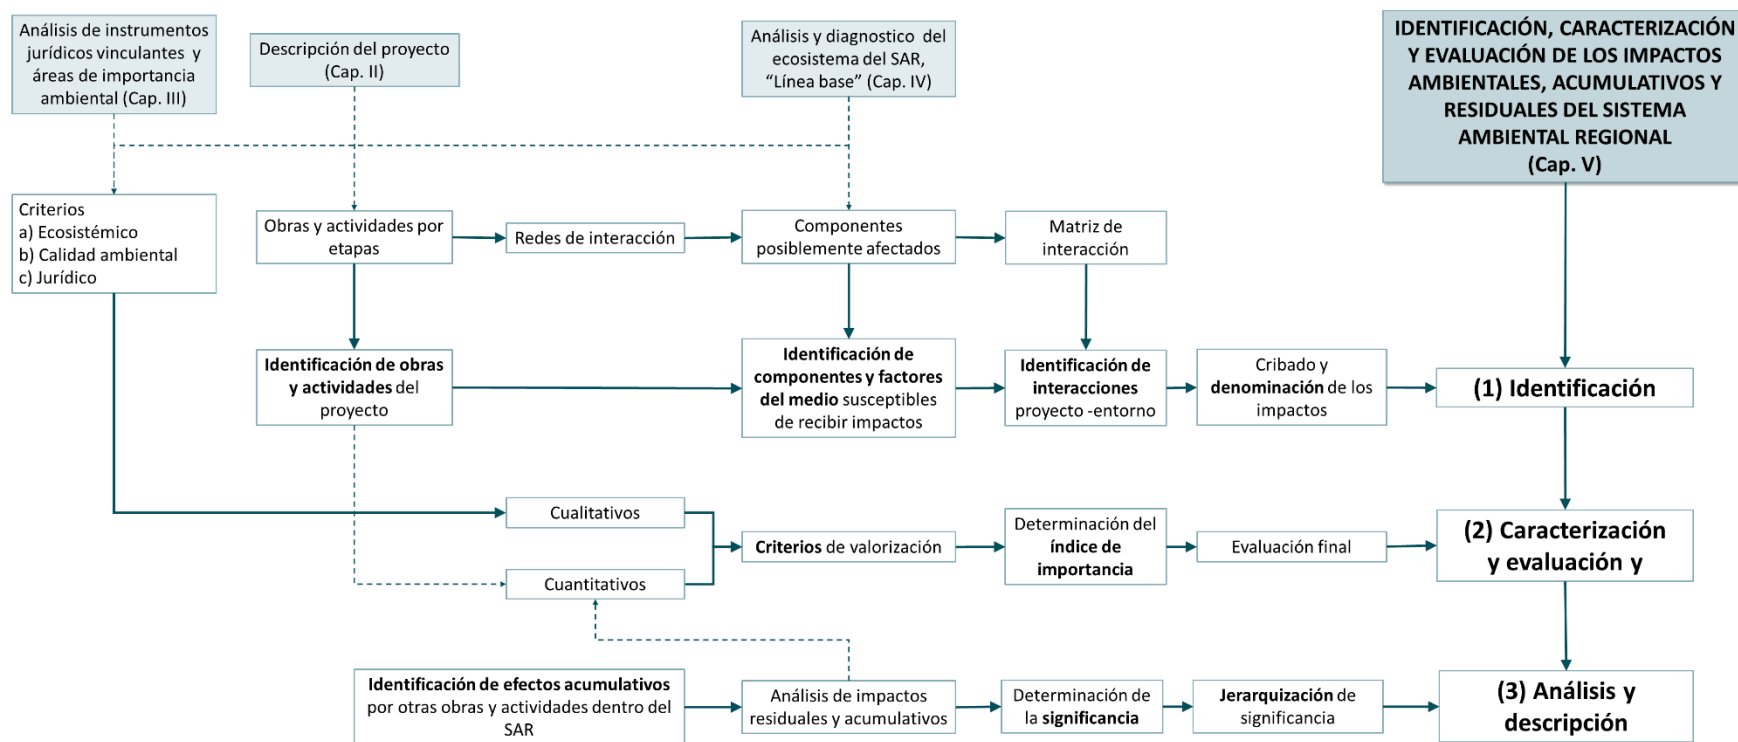 Análisis de instrumentos
jurídicos vinculantes y
áreas de importancia
ambiental (Cap. III)
Descripción del proyecto
(Cap. II)
Análisis y diagnostico del
ecosistema del SAR,
“Línea base” (Cap. IV)
IDENTIFICACIÓN, CARACTERIZACIÓN
Y EVALUACIÓN DE LOS IMPACTOS
AMBIENTALES, ACUMULATIVOS Y
RESIDUALES DEL SISTEMA
AMBIENTAL REGIONAL
(Cap. V)
Criterios
a) Ecosistémico
b) Calidad ambiental
c) Jurídico
Obras y actividades por
etapas
Redes de interacción
Componentes
posiblemente afectados
Matriz de
interacción
Identificación de obras
y actividades del
proyecto
Identificación de
componentes y factores
del medio susceptibles
de recibir impactos
Identificación de
interacciones
proyecto -entorno
Cribado y
denominación de los
impactos
(1) Identificación
Cualitativos
Cuantitativos
Criterios de valorización
Determinación del
índice de
importancia
Evaluación final
(2) Caracterización
y evaluación y
Identificación de efectos acumulativos
por otras obras y actividades dentro del
SAR
Análisis de impactos
residuales y acumulativos
Determinación de
la significancia
Jerarquización de
significancia
(3) Análisis y
descripción